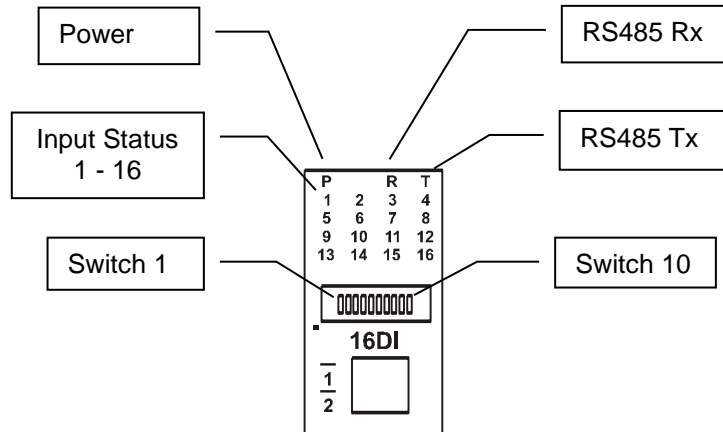 Power
RS485 Rx
Input Status
1 - 16
RS485 Tx
P R T
1 2 3 4
5 6 7 8
9 10 11 12
13 14 15 16
Switch 1
Switch 10
16DI
1
2